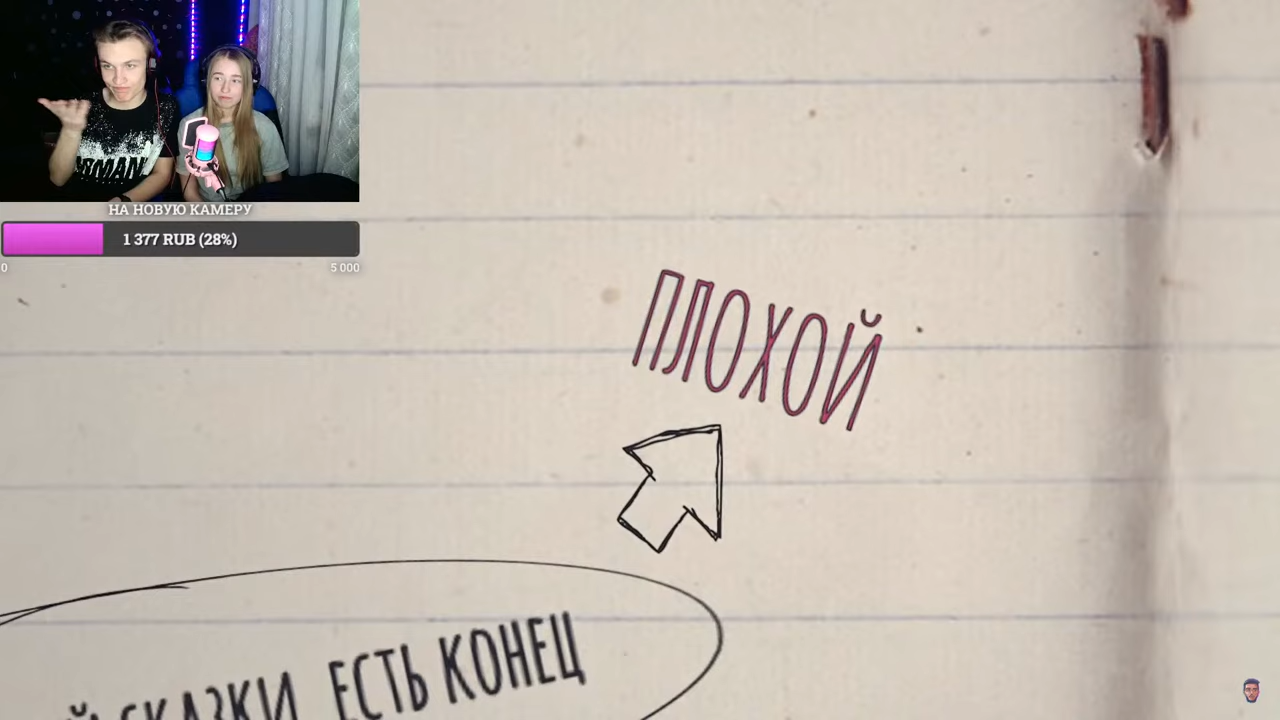 НА НОВУЮ КАМЕРУ
1 377 RUB (28%)
0 5 000
ПЛОХОЙ
СКАЗКИ ЕСТЬ КОНЕЦ